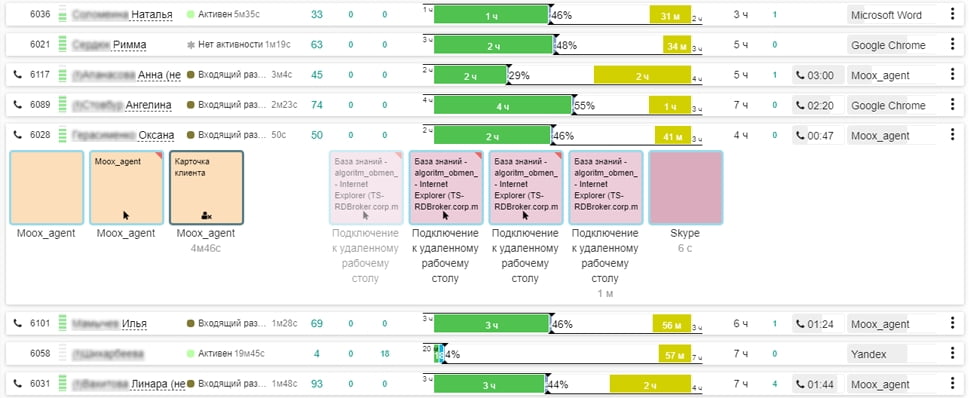 6036 Наталья Активен 5м35с 33 0 0 1 ч 1 ч 46% 31 м 2 ч 3 ч 1 Microsoft Word
6021 Римма Нет активности 1м19с 63 0 0 3 ч 2 ч 48% 34 м 3 ч 5 ч 0 Google Chrome
6117 Анна (не Входящий раз... 3м4с 45 0 0 2 ч 2 ч 29% 2 ч 4 ч 5 ч 1 03:00 Moox_agent
6089 Ангелина Входящий раз... 2м23с 74 0 0 4 ч 4 ч 55% 1 ч 3 ч 7 ч 0 02:20 Google Chrome
6028 Оксана Входящий раз... 50с 50 0 0 2 ч 2 ч 46% 41 м 2 ч 4 ч 0 00:47 Moox_agent
Moox_agent
Moox_agent
Moox_agent
Карточка
клиента
Moox_agent
4м46с
База знаний -
algoritm_obmen_
- Internet
Explorer (TS-
RDBroker.corp.m
Подключение
к удаленному
рабочему
столу
База знаний -
algoritm_obmen_
- Internet
Explorer (TS-
RDBroker.corp.m
Подключение
к удаленному
рабочему
столу
База знаний -
algoritm_obmen_
- Internet
Explorer (TS-
RDBroker.corp.m
Подключение
к удаленному
рабочему
столу
База знаний -
algoritm_obmen_
- Internet
Explorer (TS-
RDBroker.corp.m
Подключение
к удаленному
рабочему
столу
1 м
Skype
6 с
6101 Илья Входящий раз... 1м28с 69 0 0 3 ч 3 ч 46% 56 м 3 ч 6 ч 1 01:24 Moox_agent
6058 Активен 19м45с 4 0 18 20 4% 57 м 7 ч 7 ч 0 Yandex
6031 Линара (не Входящий раз... 1м48с 93 0 0 3 ч 3 ч 44% 2 ч 4 ч 7 ч 4 01:44 Moox_agent